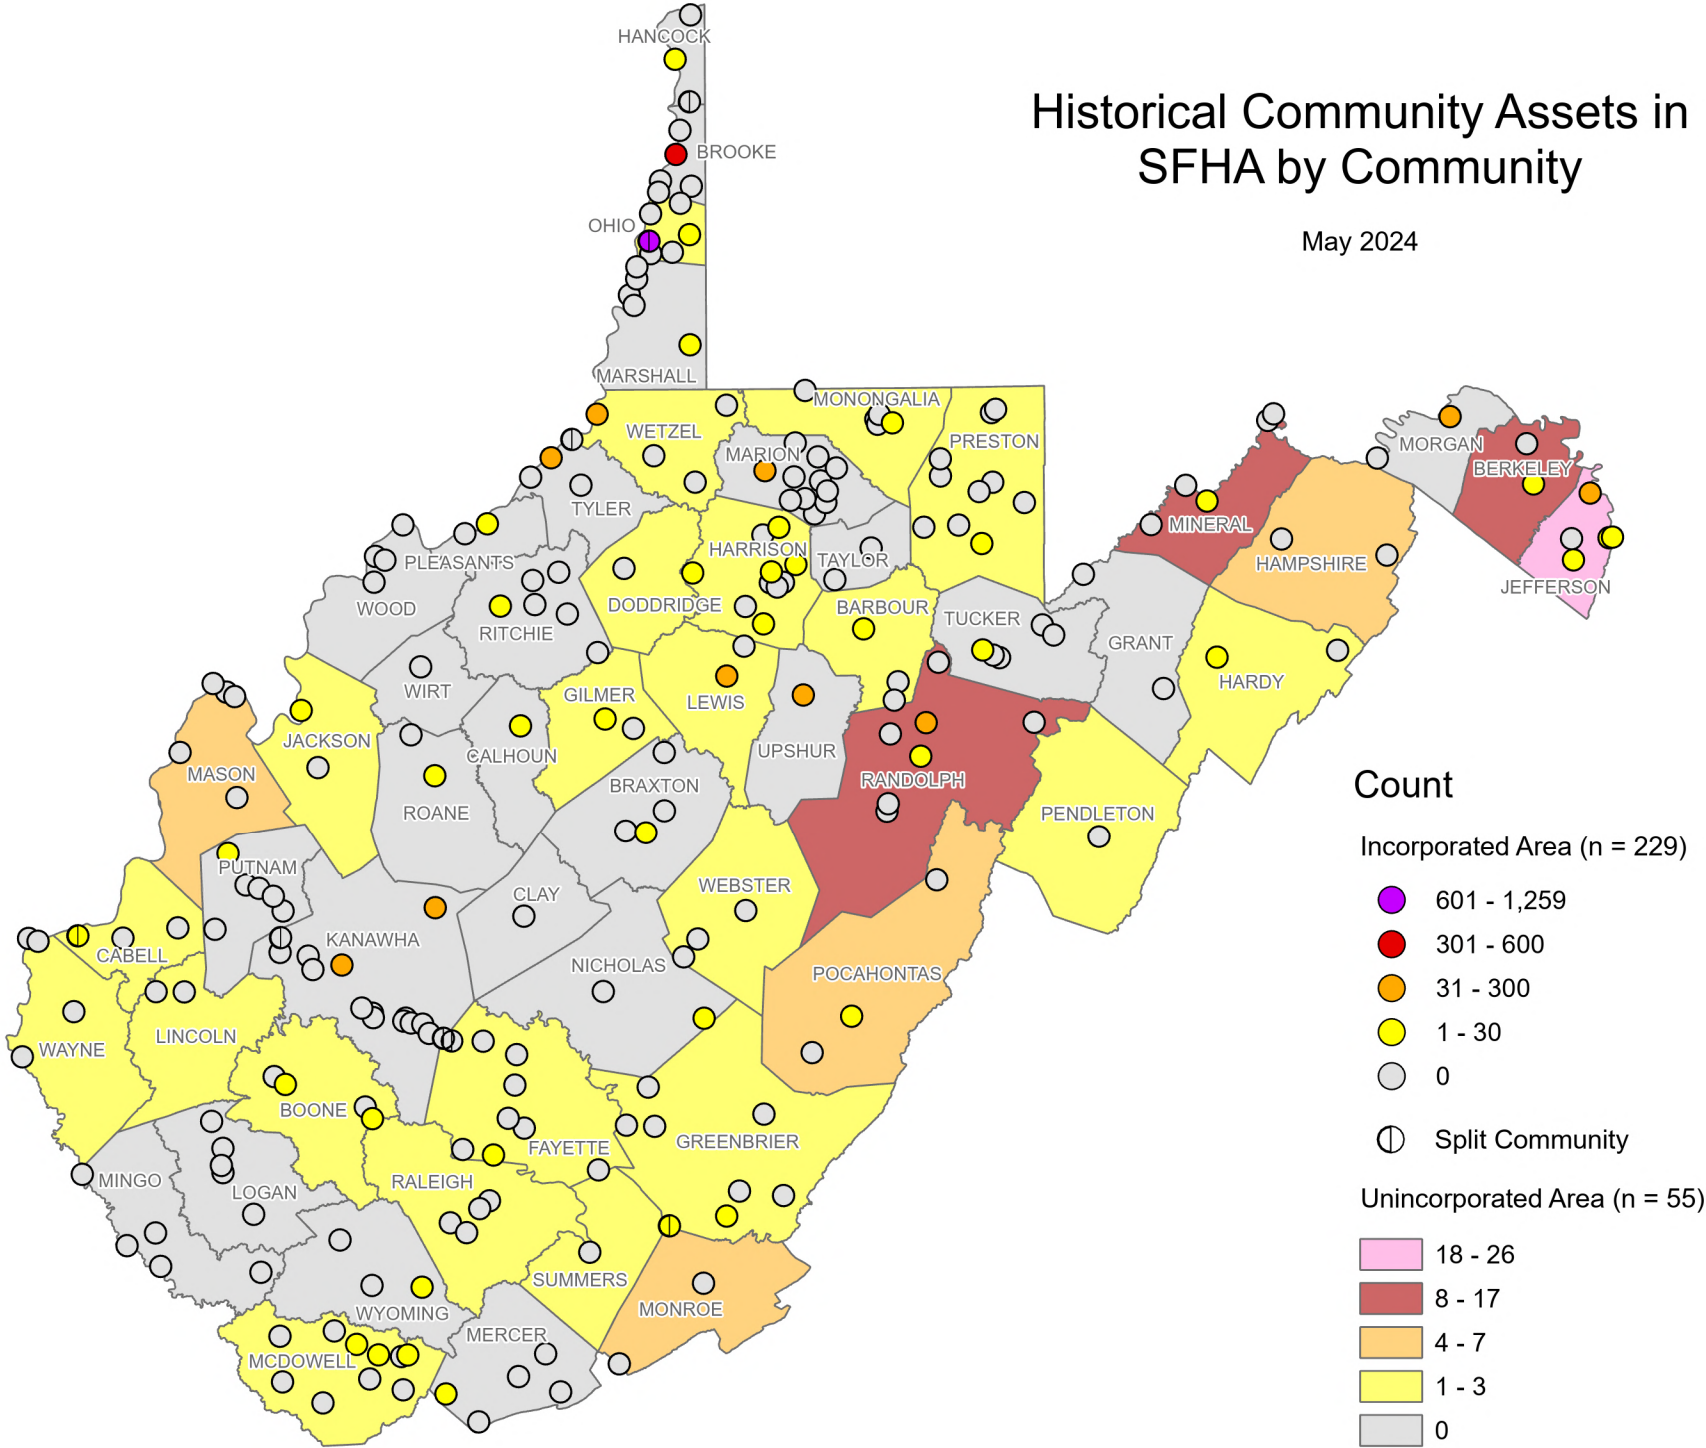 Historical Community Assets in
SFHA by Community
May 2024
HANCOCK
BROOKE
OHIO
MARSHALL
WETZEL
MONONGALIA
PRESTON
MARION
TYLER
PLEASANTS
HARRISON
TAYLOR
MORGAN
BERKELEY
MINERAL
HAMPSHIRE
JEFFERSON
WOOD
RITCHIE
DODDRIDGE
BARBOUR
TUCKER
GRANT
HARDY
WIRT
GILMER
LEWIS
UPSHUR
JACKSON
CALHOUN
MASON
ROANE
BRAXTON
RANDOLPH
PENDLETON
PUTNAM
CLAY
WEBSTER
CABELL
KANAWHA
NICHOLAS
POCAHONTAS
WAYNE
LINCOLN
BOONE
FAYETTE
GREENBRIER
MINGO
LOGAN
RALEIGH
SUMMERS
WYOMING
MONROE
MERCER
MCDOWELL
Count
Incorporated Area (n = 229)
601 - 1,259
301 - 600
31 - 300
1 - 30
0
Split Community
Unincorporated Area (n = 55)
18 - 26
8 - 17
4 - 7
1 - 3
0